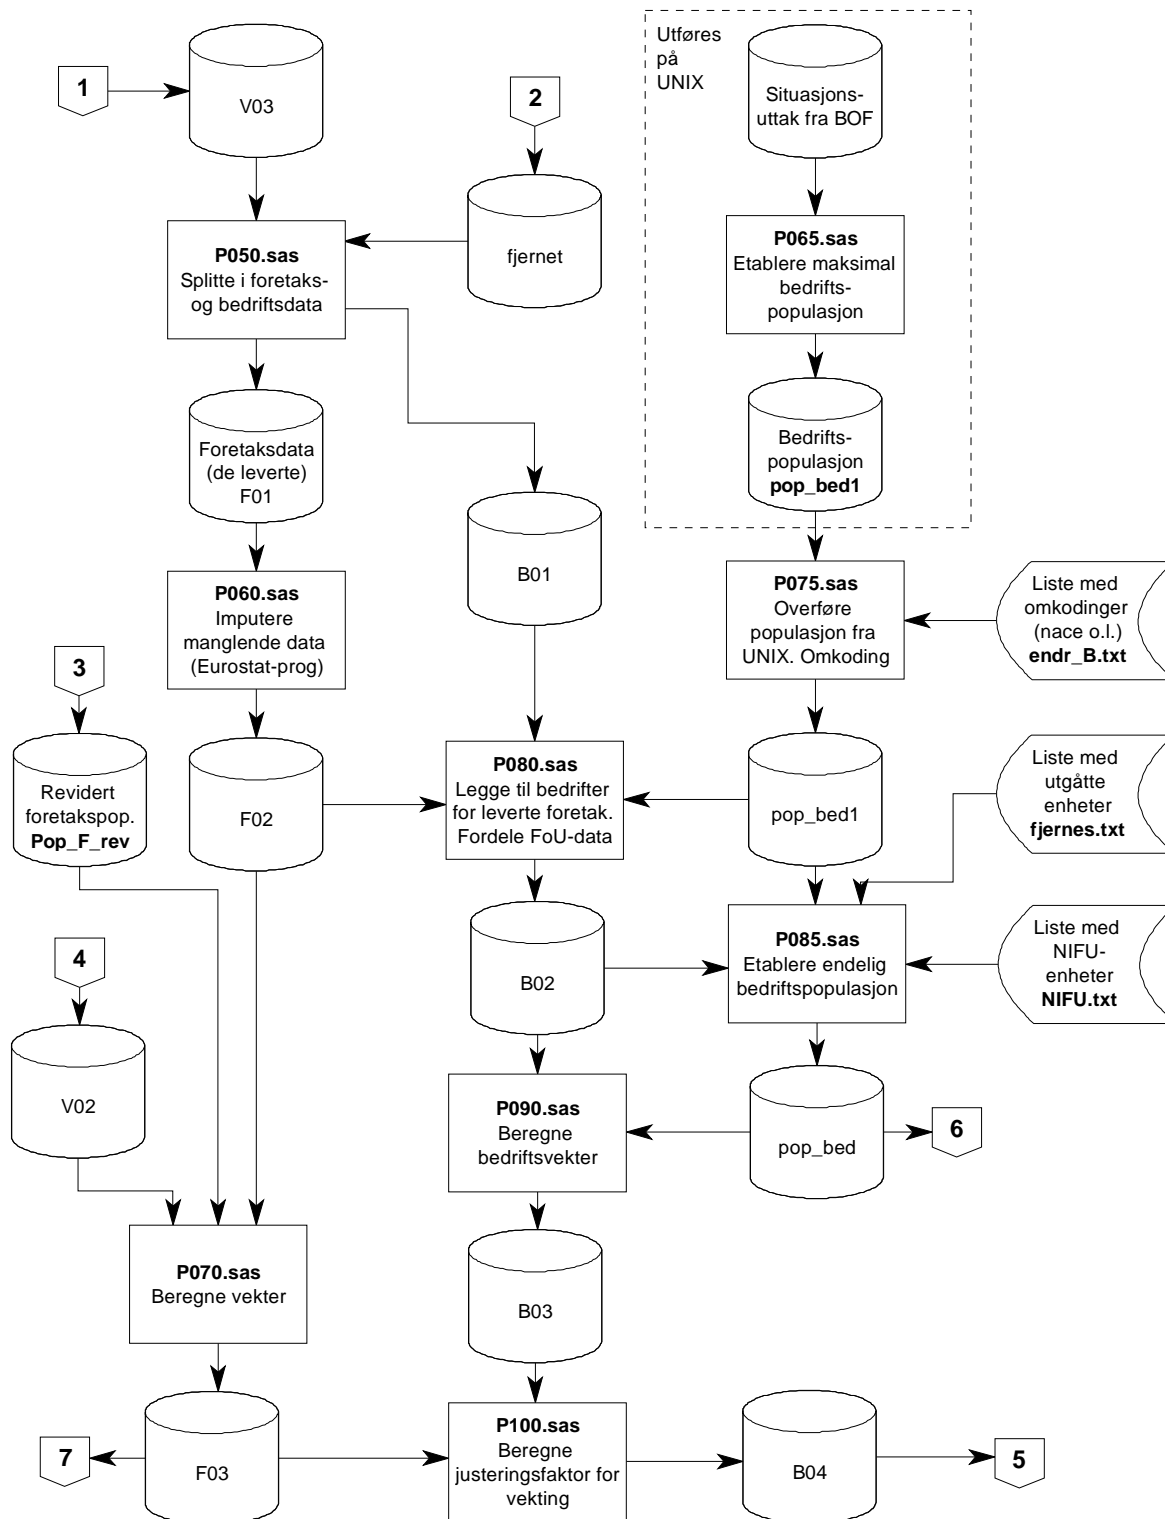 Utføres
på
UNIX
1
V03
2
Situasjons-
uttak fra BOF
P050.sas
Splitte i foretaks-
og bedriftsdata
fjernet
P065.sas
Etablere maksimal
bedrifts-
populasjon
Foretaksdata
(de leverte)
F01
Bedrifts-
populasjon
pop_bed1
B01
P060.sas
Imputere
manglende data
(Eurostat-prog)
P075.sas
Overføre
populasjon fra
UNIX. Omkoding
Liste med
omkodinger
(nace o.l.)
endr_B.txt
3
Revidert
foretakspop.
Pop_F_rev
F02
P080.sas
Legge til bedrifter
for leverte foretak.
Fordele FoU-data
pop_bed1
Liste med
utgåtte
enheter
fjernes.txt
4
V02
B02
P085.sas
Etablere endelig
bedriftspopulasjon
Liste med
NIFU-
enheter
NIFU.txt
P090.sas
Beregne
bedriftsvekter
pop_bed
6
P070.sas
Beregne vekter
B03
7
F03
P100.sas
Beregne
justeringsfaktor for
vekting
B04
5